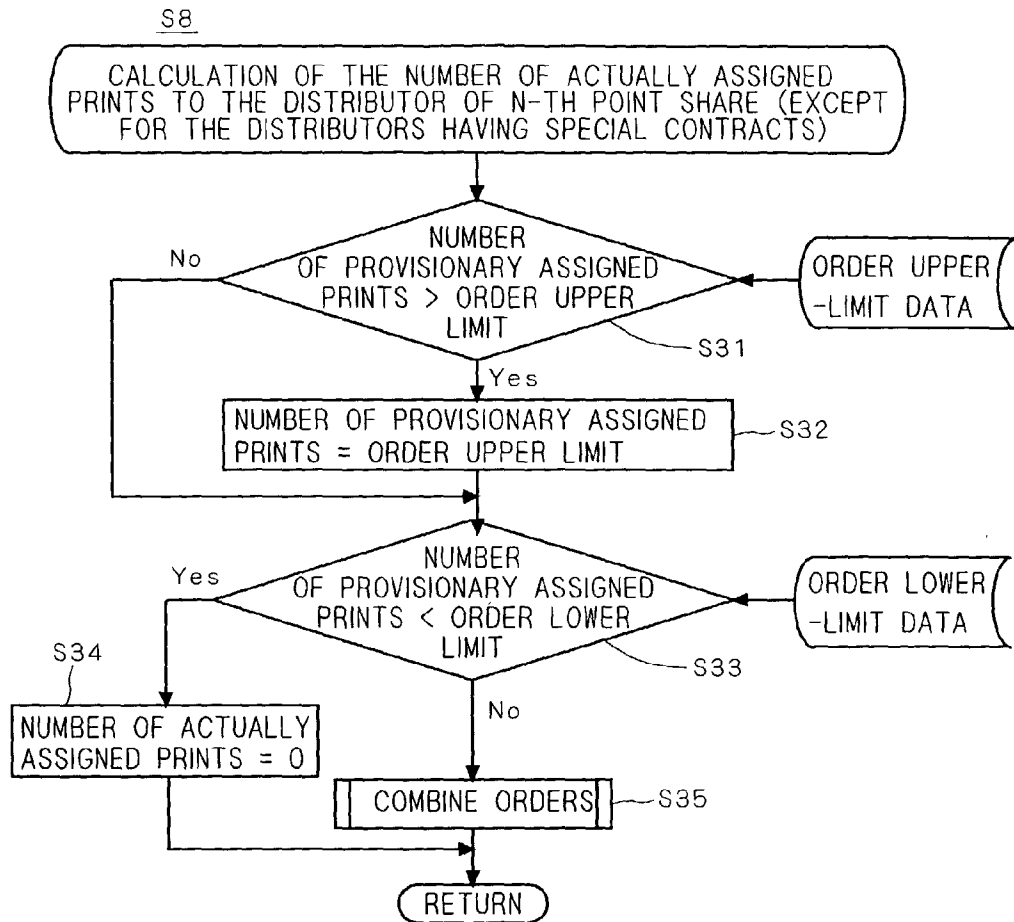 S8
CALCULATION OF THE NUMBER OF ACTUALLY ASSIGNED
PRINTS TO THE DISTRIBUTOR OF N-TH POINT SHARE (EXCEPT
FOR THE DISTRIBUTORS HAVING SPECIAL CONTRACTS)
NUMBER
OF PROVISIONARY ASSIGNED
PRINTS > ORDER UPPER
LIMIT
No
ORDER UPPER
-LIMIT DATA
S31
Yes
NUMBER OF PROVISIONARY ASSIGNED
PRINTS = ORDER UPPER LIMIT
S32
NUMBER
OF PROVISIONARY ASSIGNED
PRINTS < ORDER LOWER
LIMIT
Yes
ORDER LOWER
-LIMIT DATA
S33
S34
No
NUMBER OF ACTUALLY
ASSIGNED PRINTS = 0
COMBINE ORDERS
S35
RETURN